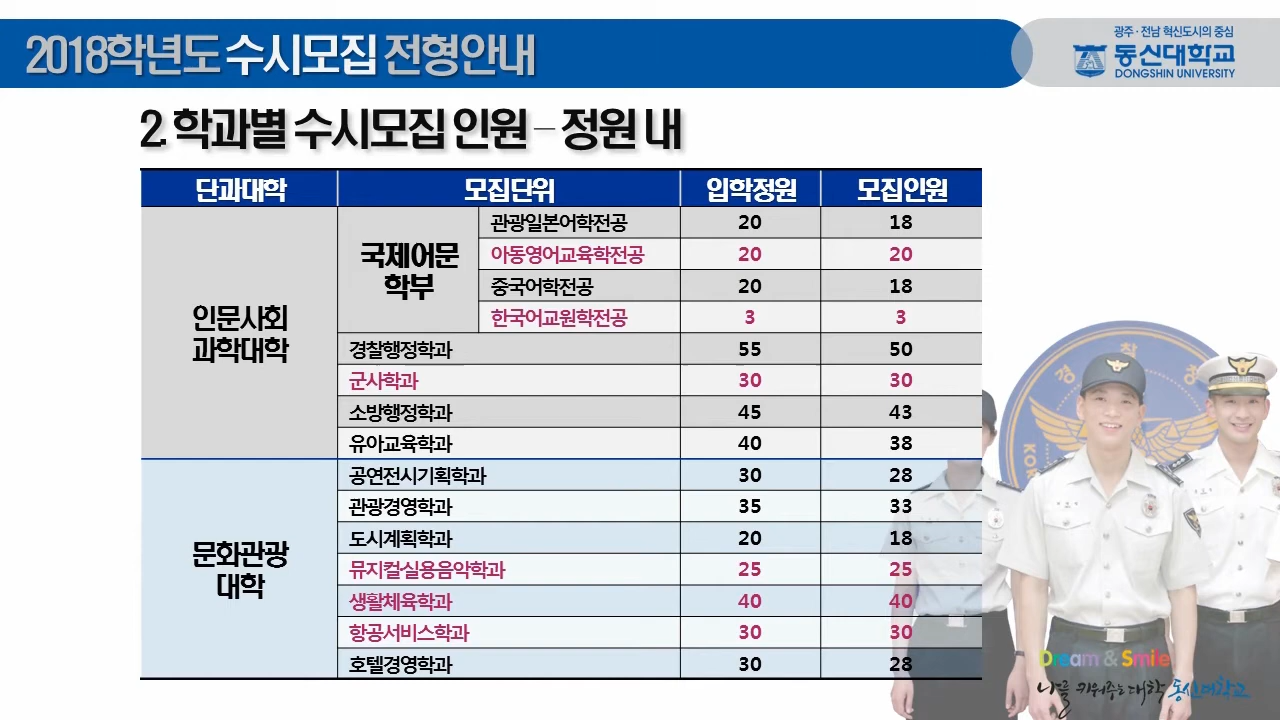 2018학년도 수시모집 전형안내
광주·전남 혁신도시의 중심
동신대학교
DONGSHIN UNIVERSITY
2. 학과별 수시모집 인원 – 정원 내
단과대학 모집단위 입학정원 모집인원
인문사회
과학대학
국제어문
학부
관광일본어학전공 20 18
아동영어교육학전공 20 20
중국어학전공 20 18
한국어교원학전공 3 3
경찰행정학과 55 50
군사학과 30 30
소방행정학과 45 43
유아교육학과 40 38
문화관광
대학
공연전시기획학과 30 28
관광경영학과 35 33
도시계획학과 20 18
뮤지컬실용음악학과 25 25
생활체육학과 40 40
항공서비스학과 30 30
호텔경영학과 30 28
경 찰 청
KOR
Dream & Smile
나를 키워주는 대학 동신대학교